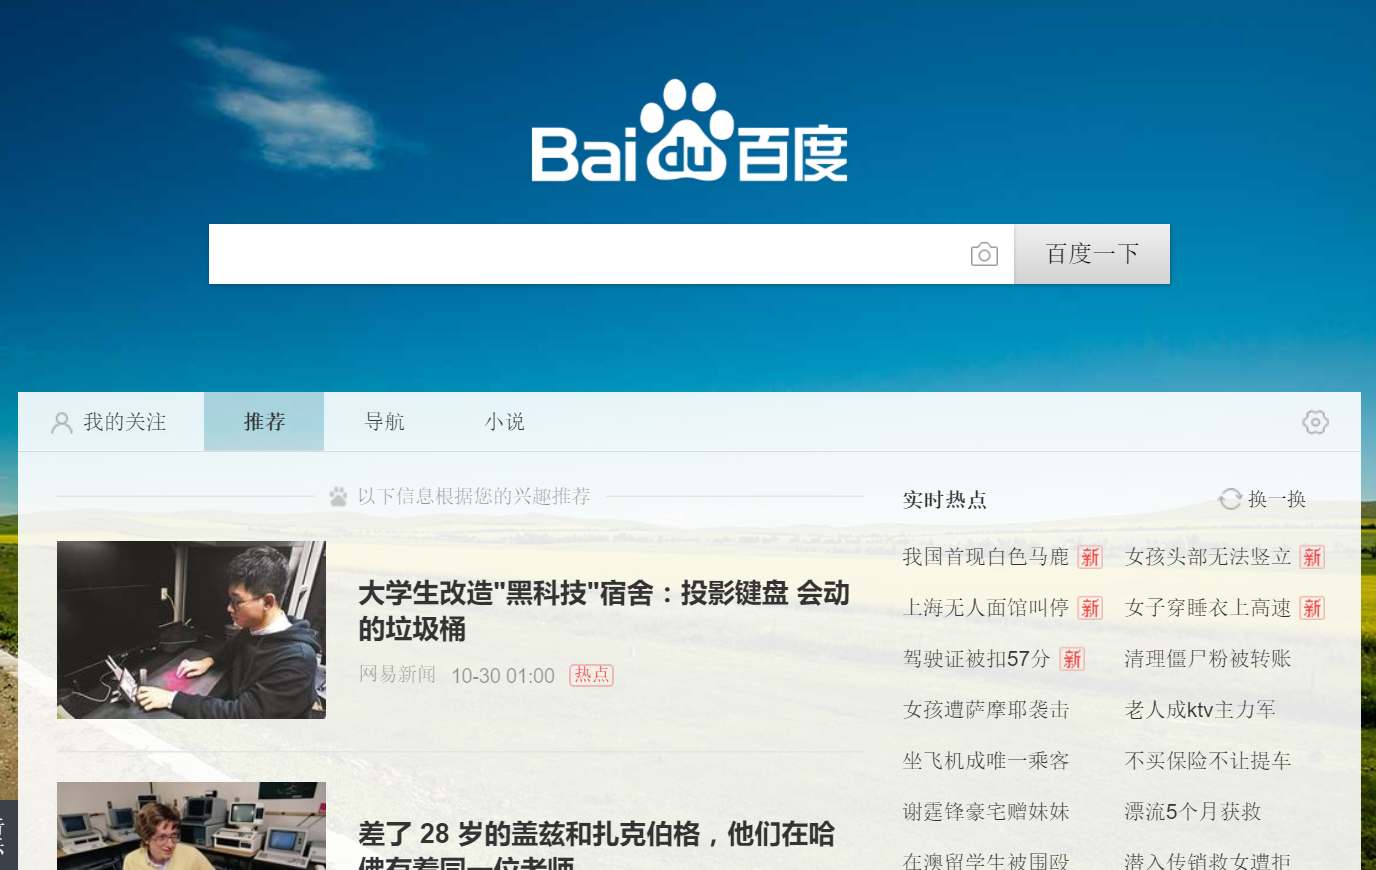 Baidu百度
百度一下
我的关注 推荐 导航 小说
以下信息根据您的兴趣推荐
大学生改造"黑科技"宿舍：投影键盘 会动
的垃圾桶
网易新闻 10-30 01:00 热点
差了 28 岁的盖兹和扎克伯格，他们在哈
佛有着同一位老师
实时热点 换一换
我国首现白色马鹿 新 女孩头部无法竖立 新
上海无人面馆叫停 新 女子穿睡衣上高速 新
驾驶证被扣57分 新 清理僵尸粉被转账
女孩遭萨摩耶袭击 老人成ktv主力军
坐飞机成唯一乘客 不买保险不让提车
谢霆锋豪宅赠妹妹 漂流5个月获救
在澳留学生被围殴 潜入传销救女遭拒